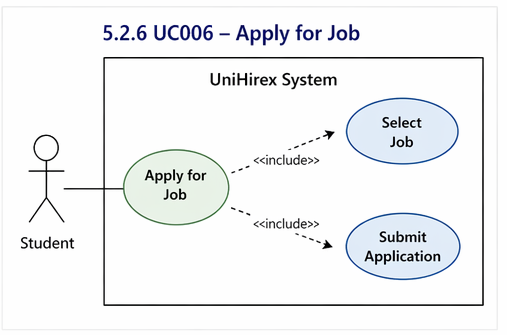 5.2.6 UC006 – Apply for Job
UniHirex System
Select
Job
<<include>>
Apply for
Job
<<include>>
Submit
Application
Student